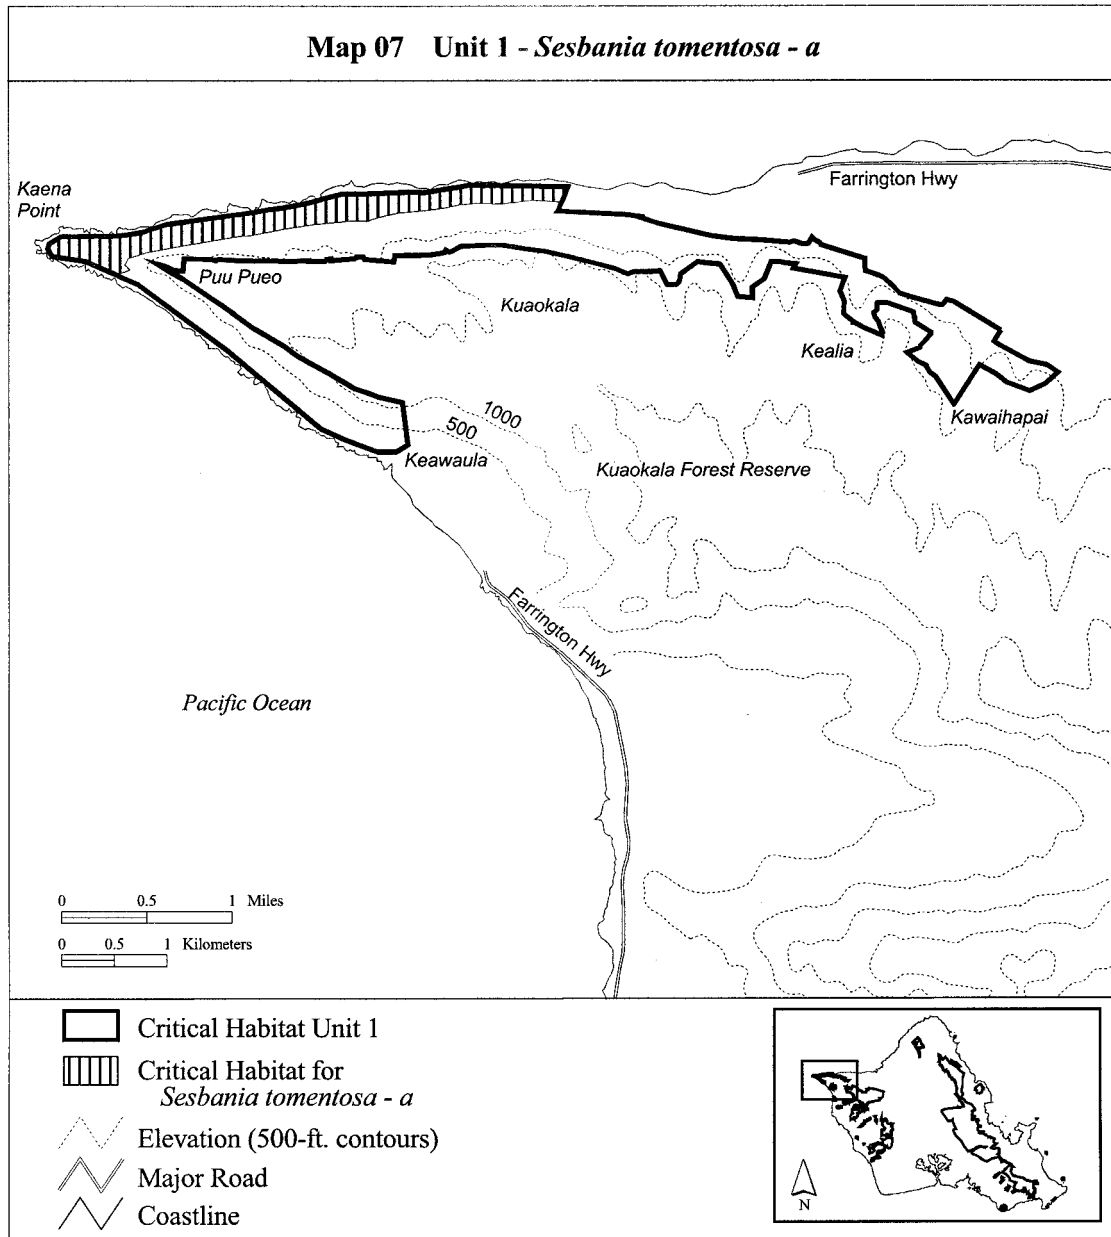 Map 07 Unit 1 - Sesbania tomentosa - a
Kaena
Point
Farrington Hwy
Puu Pueo
Kuaokala
Kealia
Kawaihapai
1000
500
Keawaula
Kuaokala Forest Reserve
Farrington Hwy
Pacific Ocean
0 0.5 1 Miles
0 0.5 1 Kilometers
Critical Habitat Unit 1
Critical Habitat for
Sesbania tomentosa - a
Elevation (500-ft. contours)
Major Road
Coastline
N